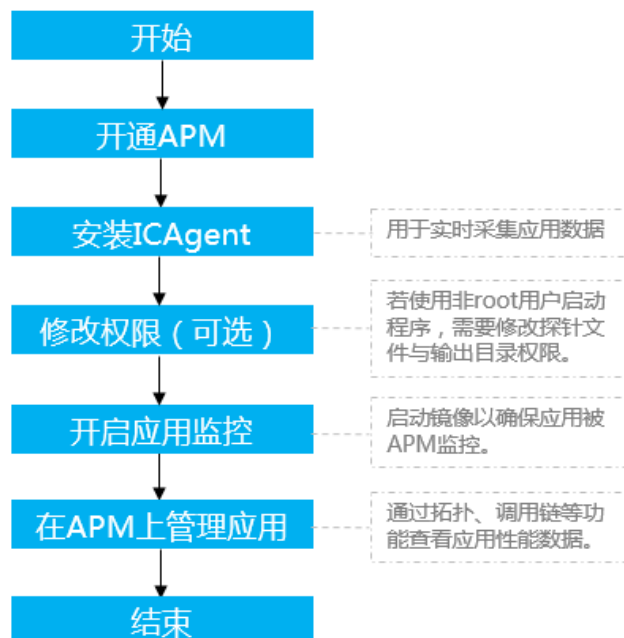 开始
开通APM
安装ICAgent
用于实时采集应用数据
修改权限（可选）
若使用非root用户启动
程序，需要修改探针文
件与输出目录权限。
开启应用监控
启动镜像以确保应用被
APM监控。
在APM上管理应用
通过拓扑、调用链等功
能查看应用性能数据。
结束